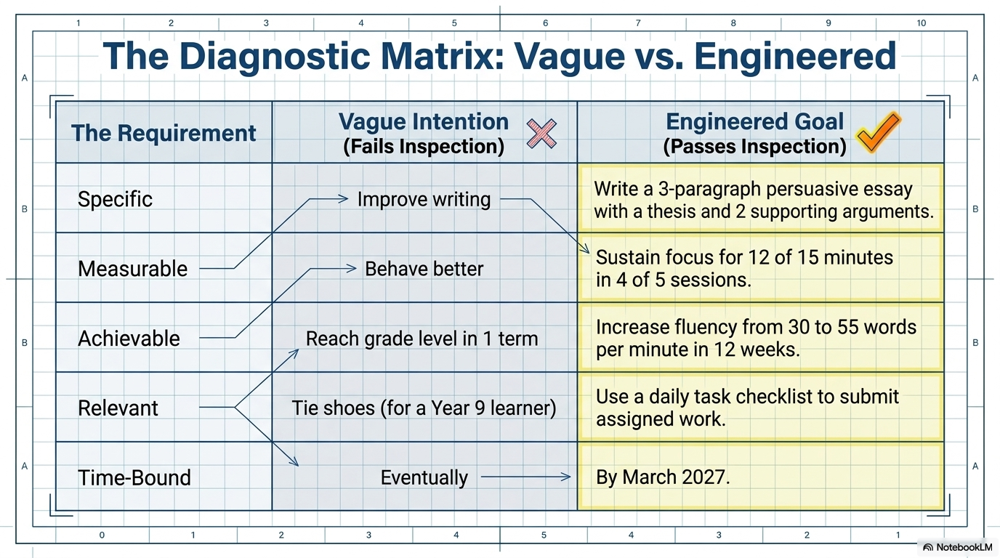 1 2 3 4 5 6 7 8 9 10
The Diagnostic Matrix: Vague vs. Engineered
A A
The Requirement
Vague Intention
(Fails Inspection)
Engineered Goal
(Passes Inspection)
B B
Specific
Improve writing
Write a 3-paragraph persuasive essay
with a thesis and 2 supporting arguments.
Measurable
Behave better
Sustain focus for 12 of 15 minutes
in 4 of 5 sessions.
B B
Achievable
Reach grade level in 1 term
Increase fluency from 30 to 55 words
per minute in 12 weeks.
Relevant
Tie shoes (for a Year 9 learner)
Use a daily task checklist to submit
assigned work.
A A
Time-Bound
Eventually
By March 2027.
0 1 2 3 4 5 4 3 2 1
NotebookLM